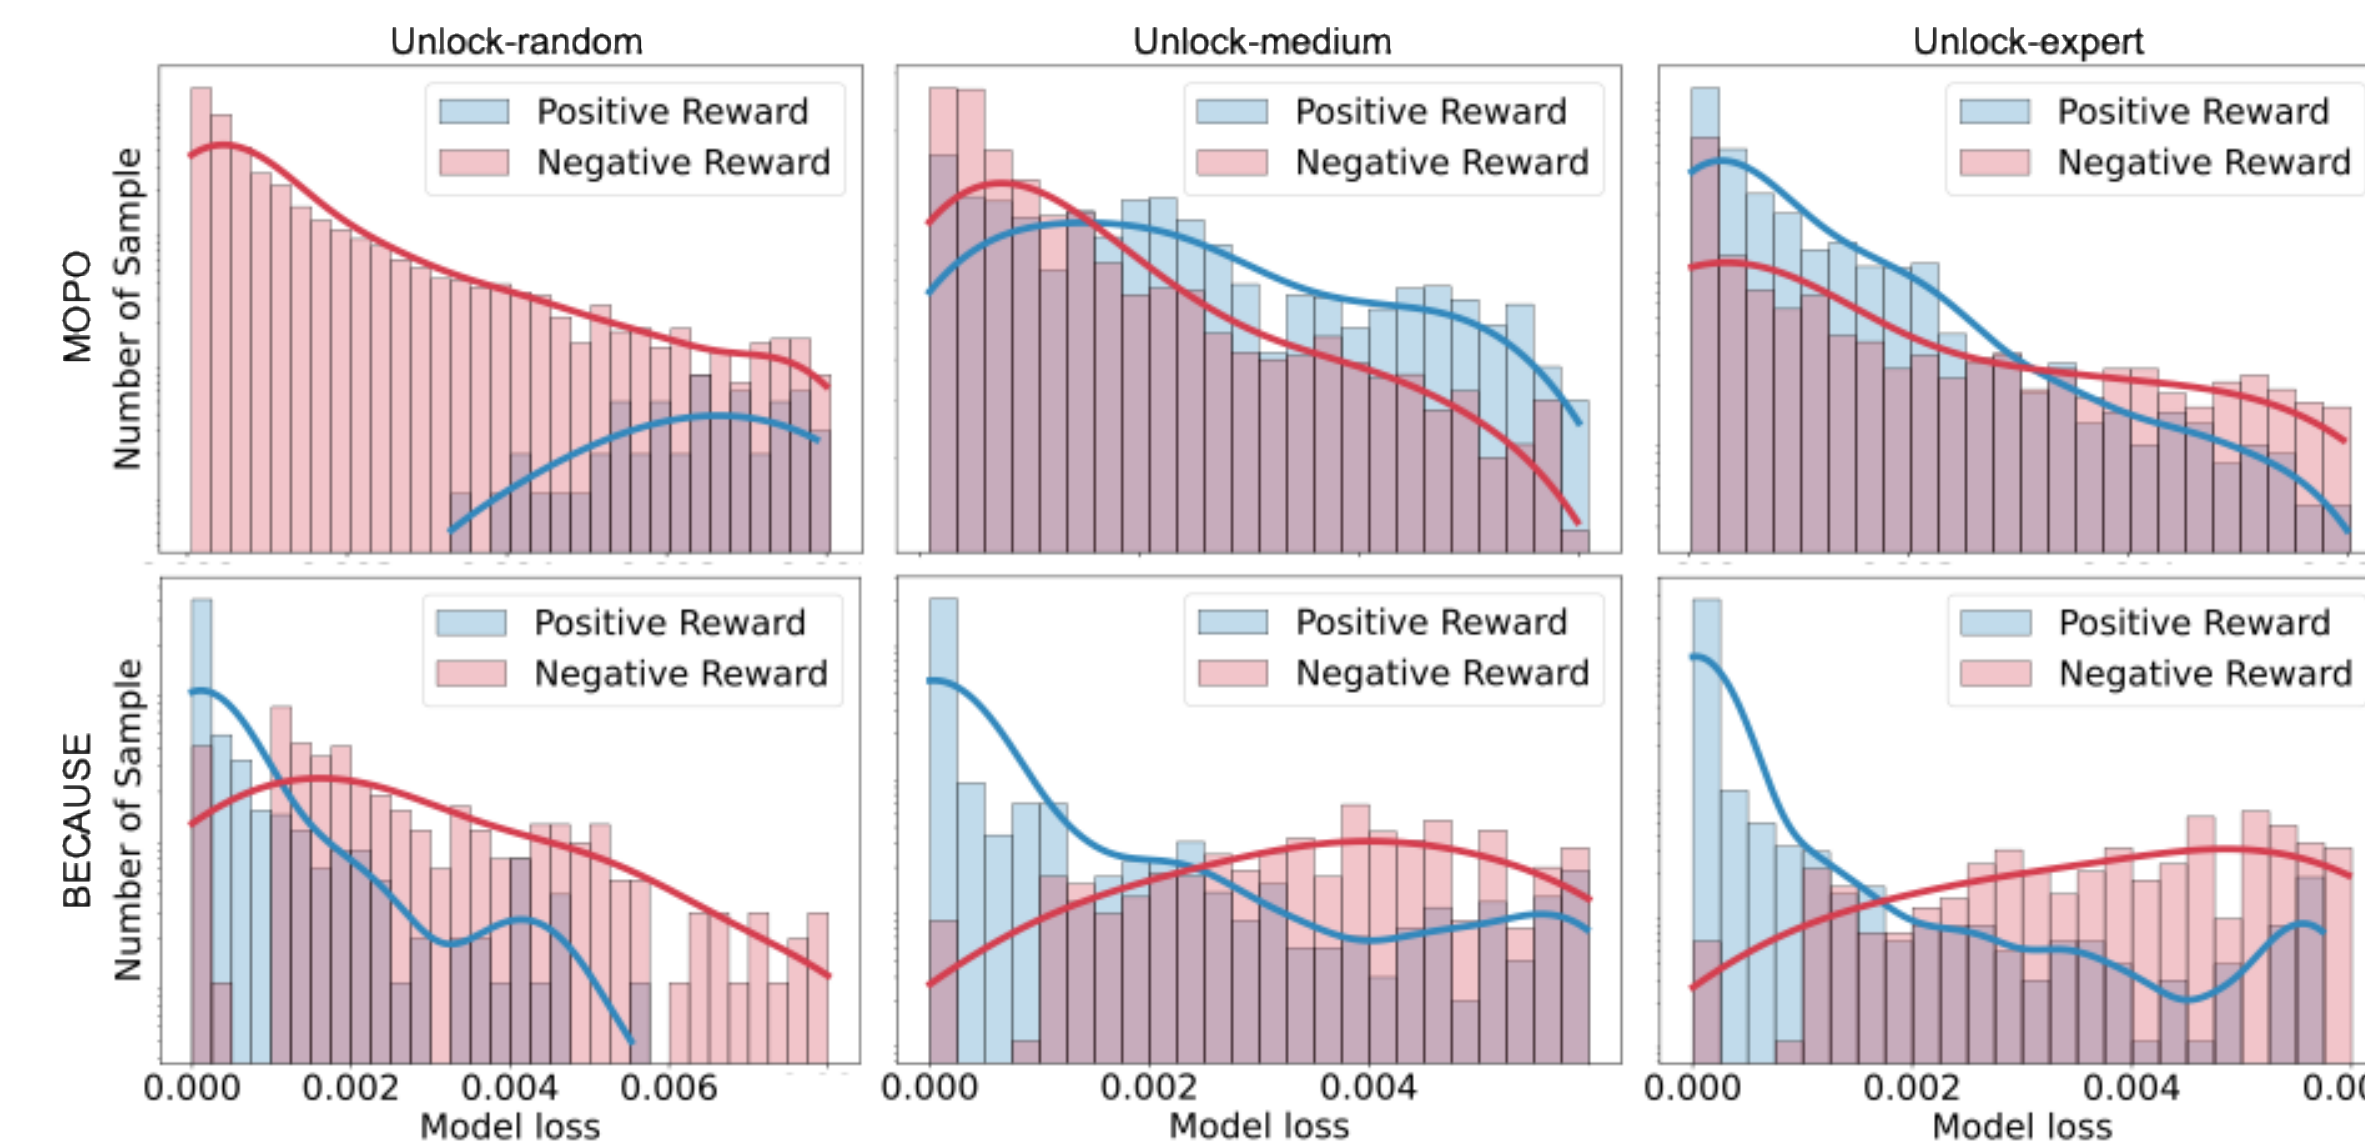 Unlock-random
Unlock-medium
Unlock-expert
MOPO
Number of Sample
Positive Reward
Negative Reward
Positive Reward
Negative Reward
Positive Reward
Negative Reward
BECAUSE
Number of Sample
Positive Reward
Negative Reward
Positive Reward
Negative Reward
Positive Reward
Negative Reward
0.000 0.002 0.004 0.006
0.000 0.002 0.004
0.000 0.002 0.004
Model loss
Model loss
Model loss